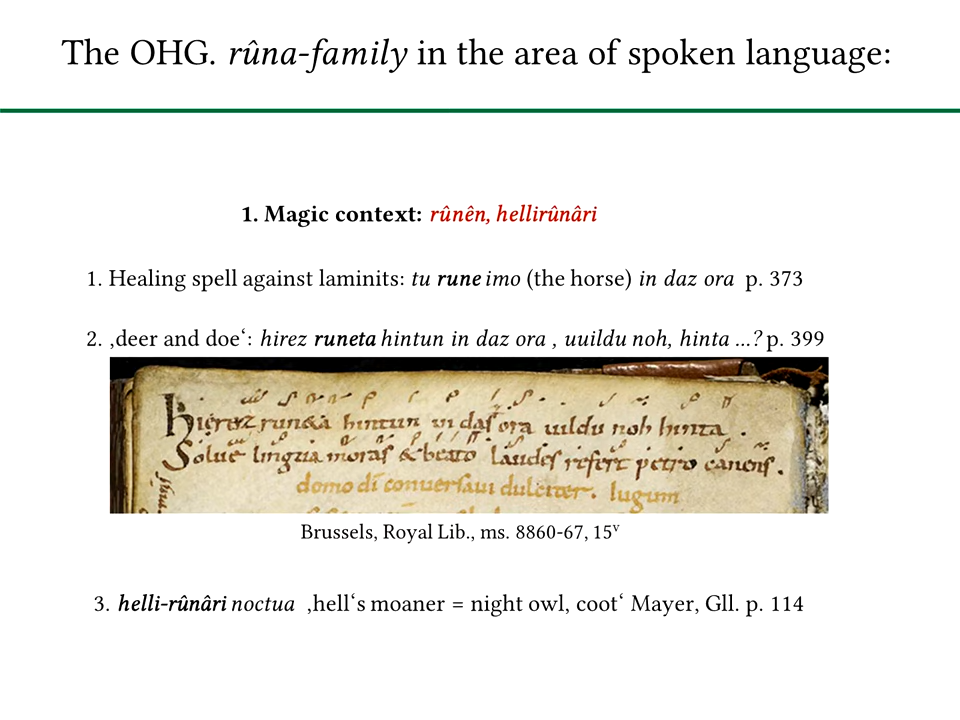 The OHG. rûna-family in the area of spoken language:
1. Magic context: rûnên, hellirûnâri
1. Healing spell against laminits: tu rune imo (the horse) in daz ora p. 373
2. ‚deer and doe‘: hirez runeta hintun in daz ora , uuildu noh, hinta ...? p. 399
hierez runeta hintun in das ora uildu noh hinta .
Solue lingua moras & beato laudes refert petro canens.
domo di conuersaui dulciter. lugum
Brussels, Royal Lib., ms. 8860-67, 15v
3. helli-rûnâri noctua ‚hell‘s moaner = night owl, coot‘ Mayer, Gll. p. 114